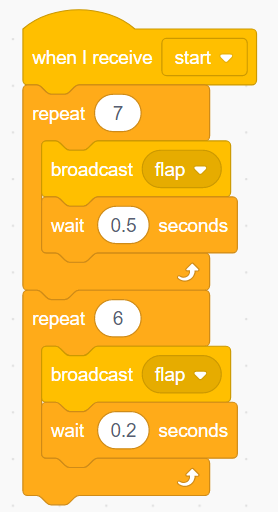 when I receive start
repeat 7
broadcast flap
wait 0.5 seconds
repeat 6
broadcast flap
wait 0.2 seconds